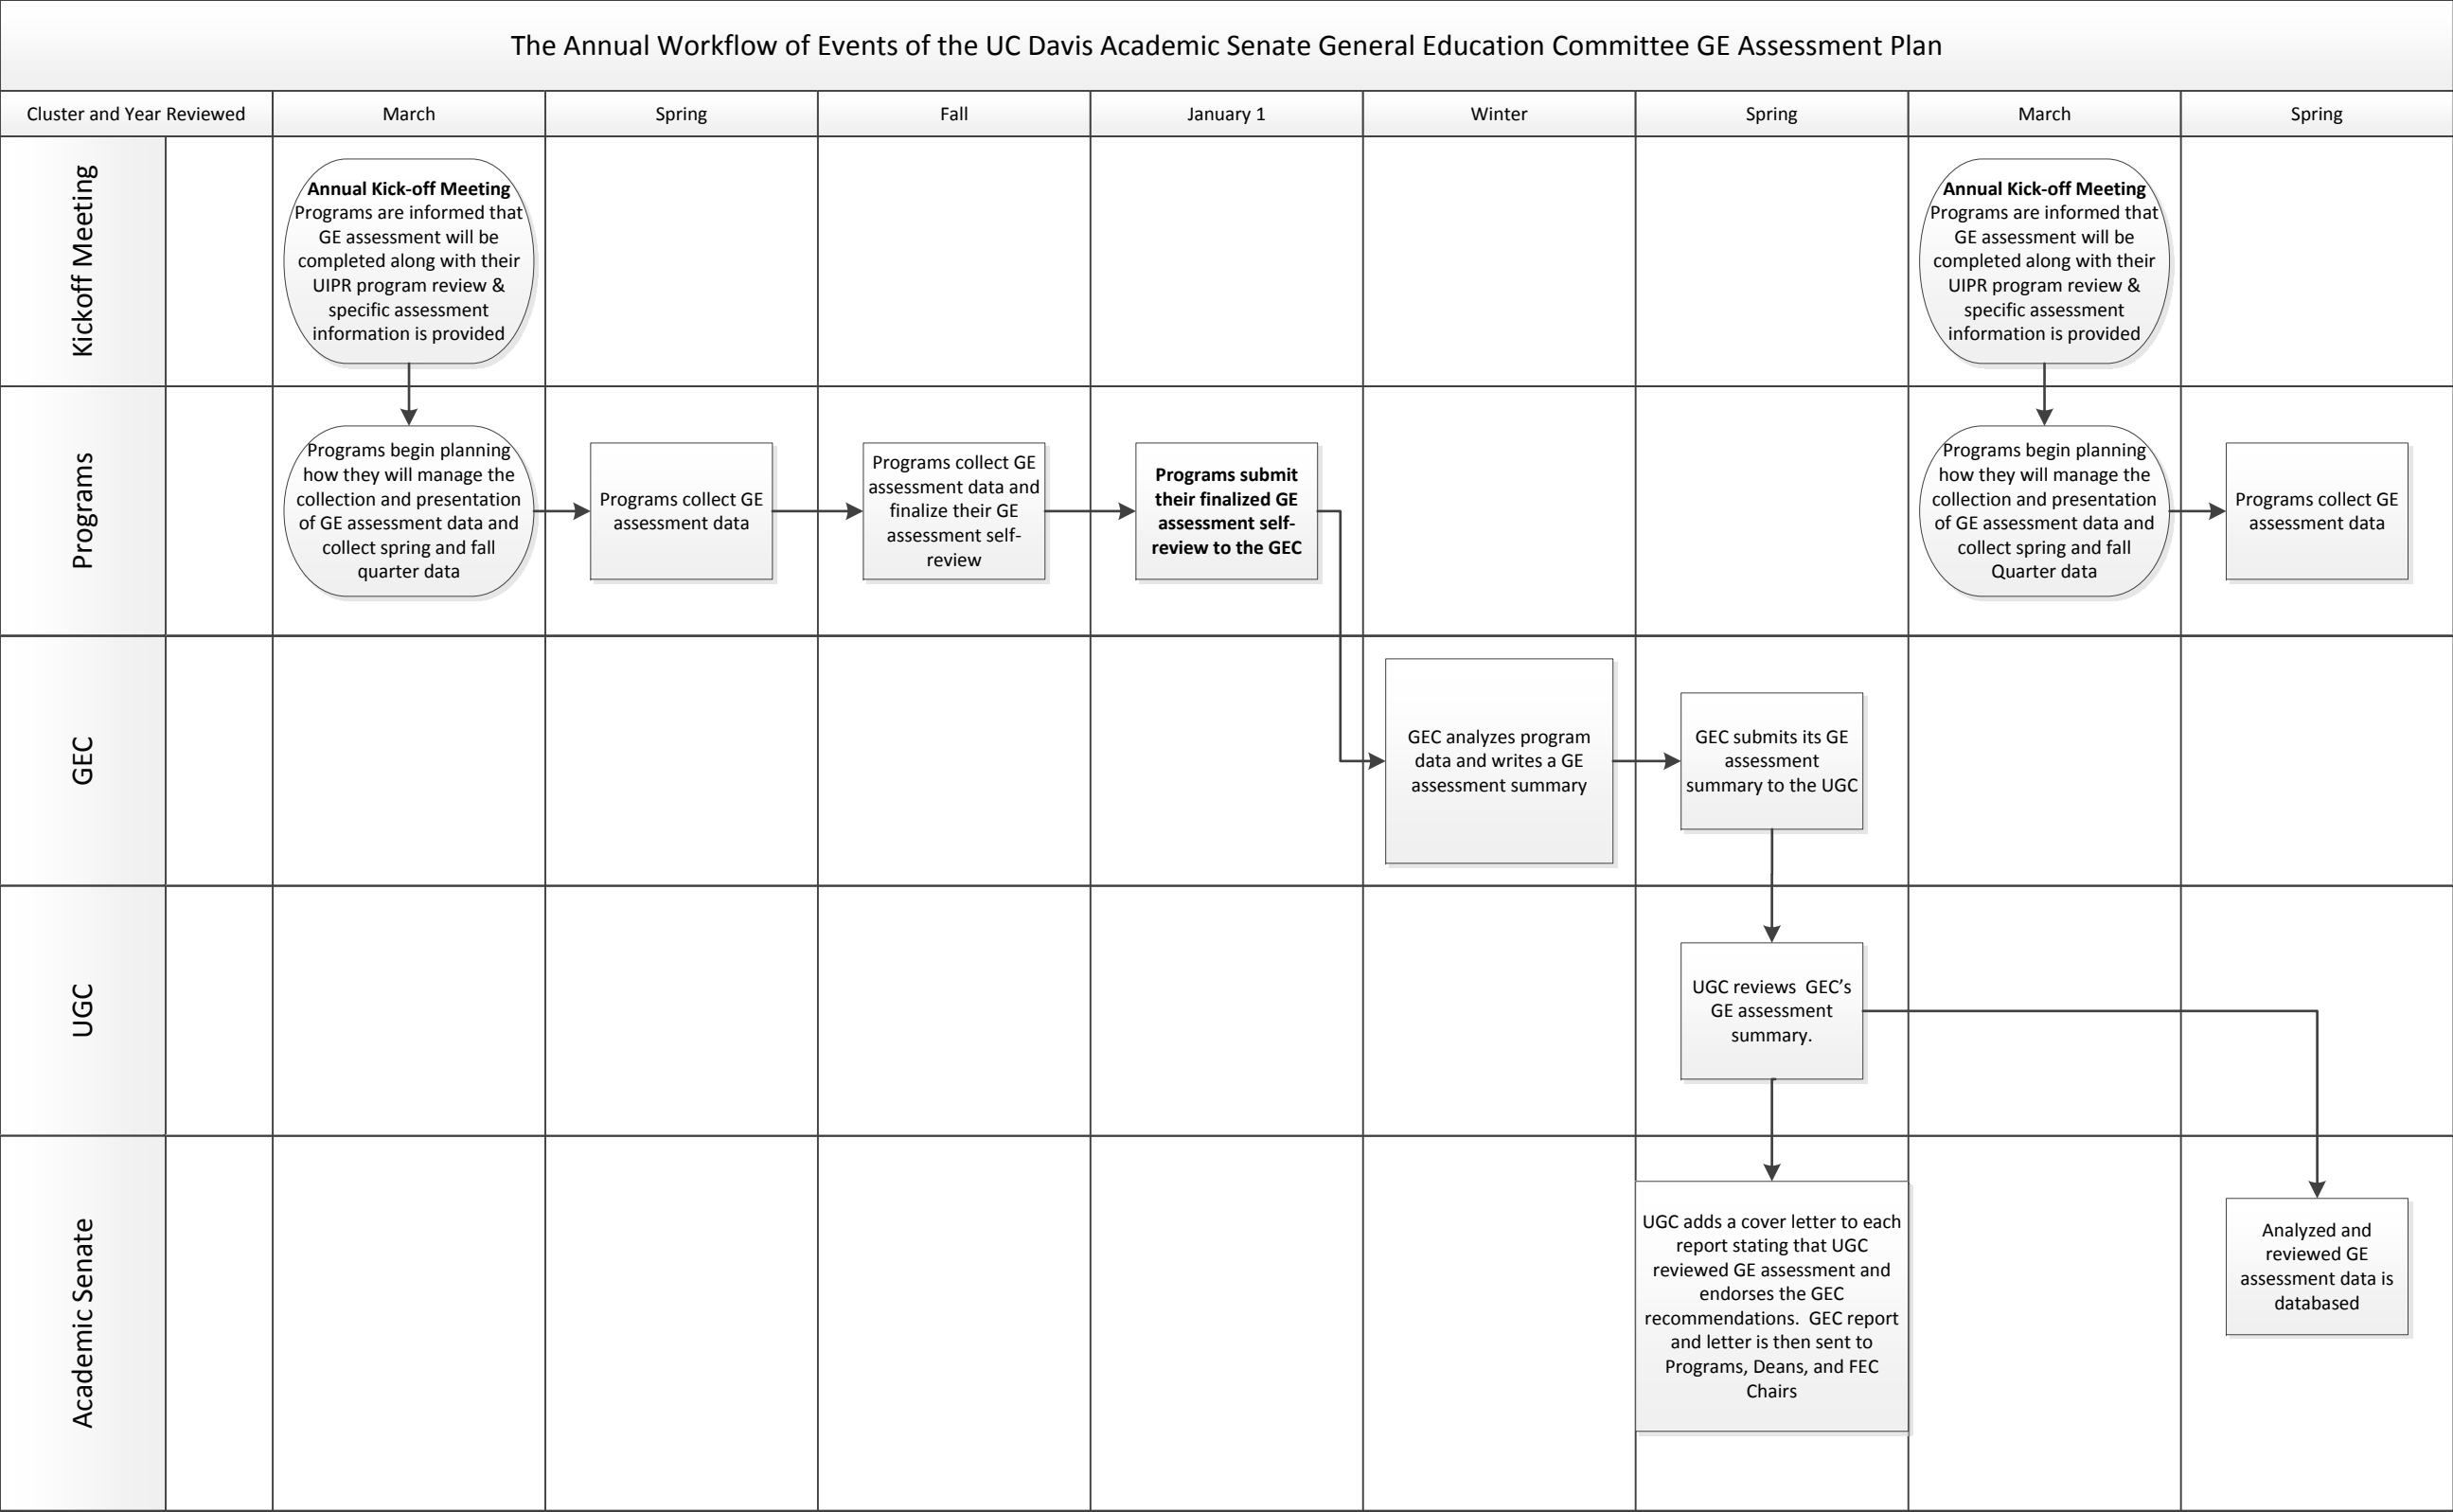 The Annual Workflow of Events of the UC Davis Academic Senate General Education Committee GE Assessment Plan
Cluster and Year Reviewed
March
Spring
Fall
January 1
Winter
Spring
March
Spring
Kickoff Meeting
Annual Kick-off Meeting
Programs are informed that
GE assessment will be
completed along with their
UIPR program review &
specific assessment
information is provided
Annual Kick-off Meeting
Programs are informed that
GE assessment will be
completed along with their
UIPR program review &
specific assessment
information is provided
Programs
Programs begin planning
how they will manage the
collection and presentation
of GE assessment data and
collect spring and fall
quarter data
Programs collect GE
assessment data
Programs collect GE
assessment data and
finalize their GE
assessment self-
review
Programs submit
their finalized GE
assessment self-
review to the GEC
Programs begin planning
how they will manage the
collection and presentation
of GE assessment data and
collect spring and fall
Quarter data
Programs collect GE
assessment data
GEC
GEC analyzes program
data and writes a GE
assessment summary
GEC submits its GE
assessment
summary to the UGC
UGC
UGC reviews  GEC’s
GE assessment
summary.
Academic Senate
UGC adds a cover letter to each
report stating that UGC
reviewed GE assessment and
endorses the GEC
recommendations.  GEC report
and letter is then sent to
Programs, Deans, and FEC
Chairs
Analyzed and
reviewed GE
assessment data is
databased